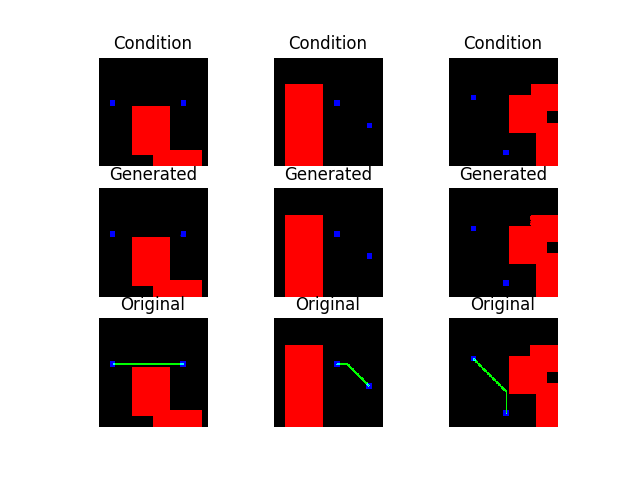 Condition
Condition
Condition
Generated
Generated
Generated
Original
Original
Original